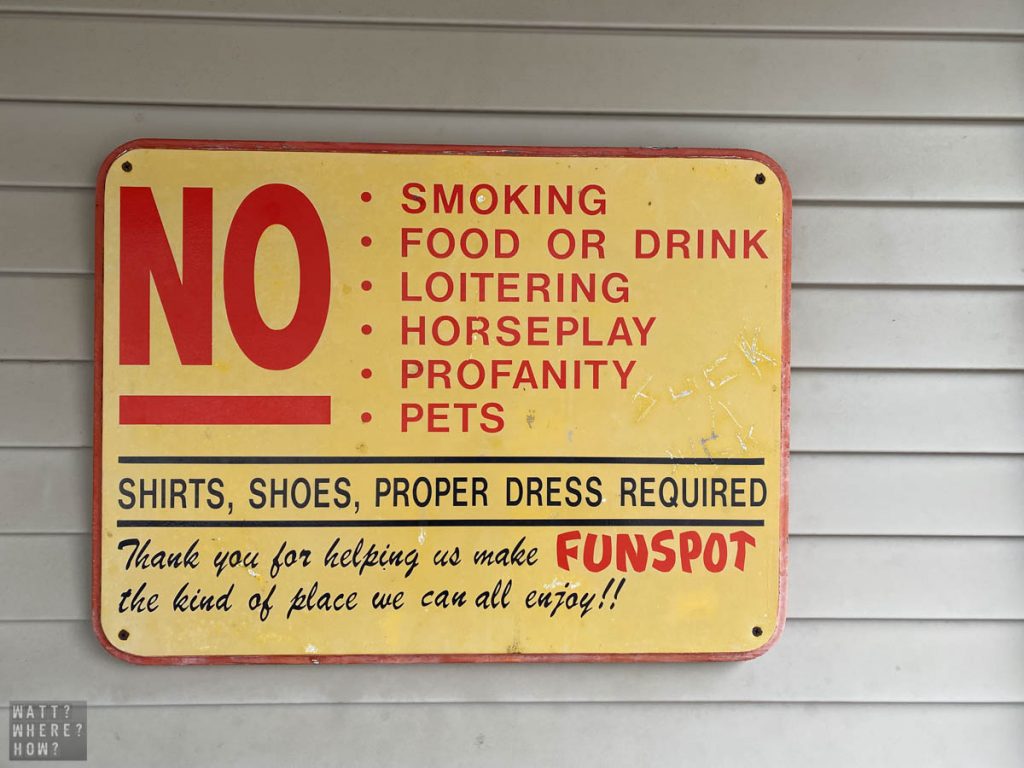 NO
• SMOKING
• FOOD OR DRINK
• LOITERING
• HORSEPLAY
• PROFANITY
• PETS
SHIRTS, SHOES, PROPER DRESS REQUIRED
Thank you for helping us make FUNSPOT
the kind of place we can all enjoy!!
WATT?
WHERE?
HOW?